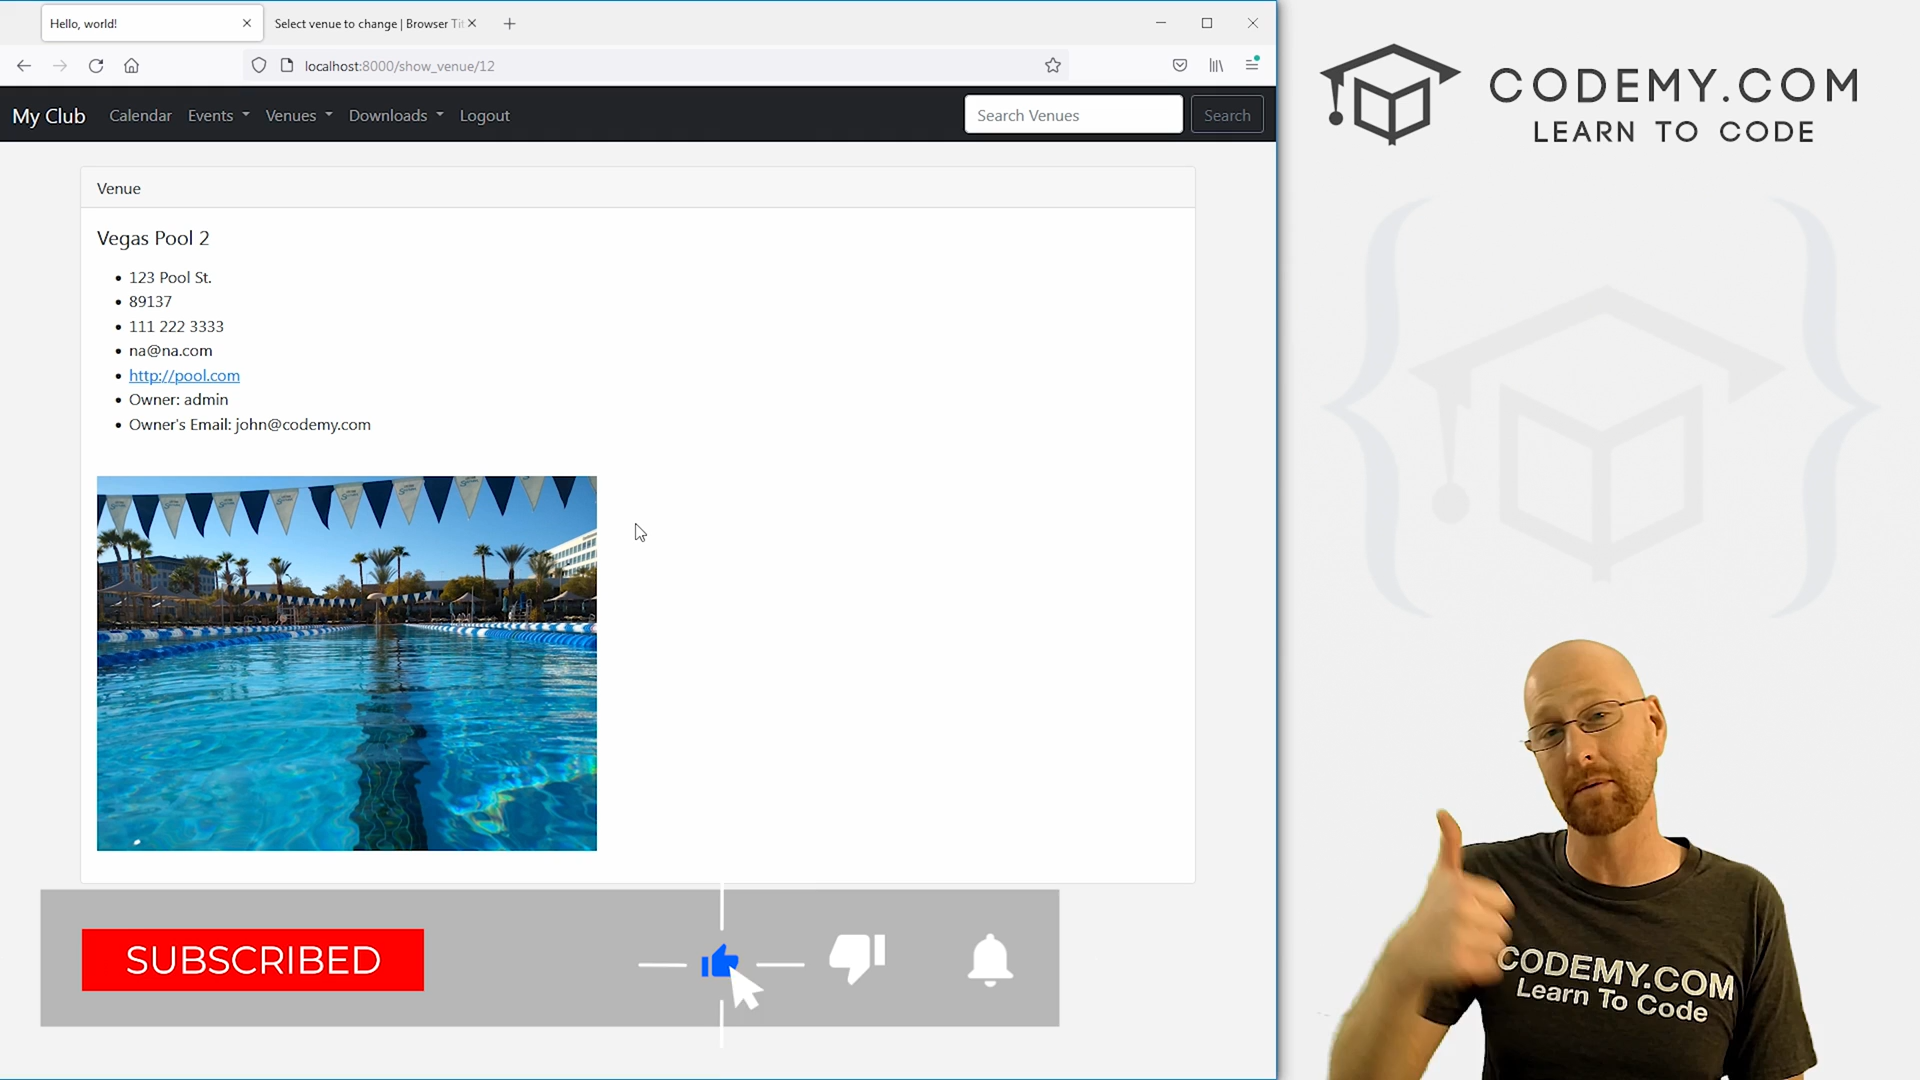 Hello, world!
Select venue to change | Browser Tit
localhost:8000/show_venue/12
My Club
Calendar
Events
Venues
Downloads
Logout
Search Venues
Search
Venue
Vegas Pool 2
123 Pool St.
89137
111 222 3333
na@na.com
http://pool.com
Owner: admin
Owner's Email: john@codemy.com
SUBSCRIBED
CODEMY.COM
LEARN TO CODE
CODEMY.COM
Learn To Code